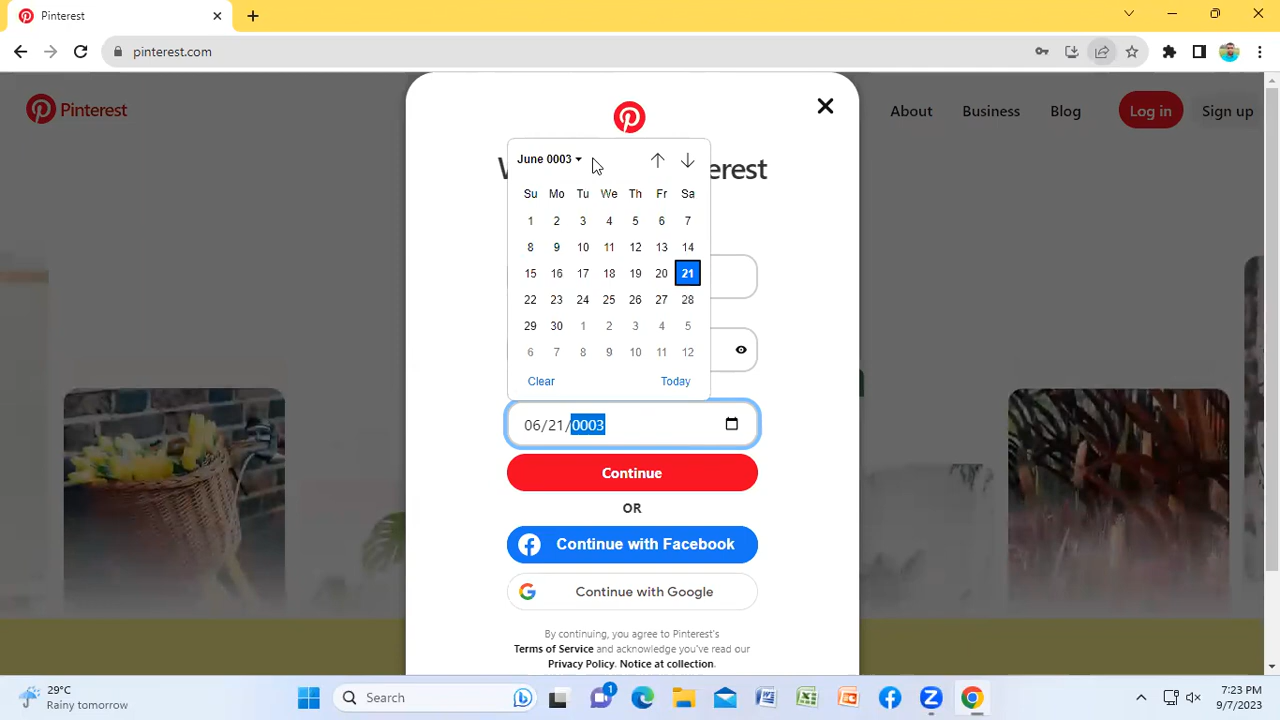 Pinterest
pinterest.com
Pinterest
About
Business
Blog
Log in
Sign up
erest
June 0003
Su Mo Tu We Th Fr Sa
1 2 3 4 5 6 7
8 9 10 11 12 13 14
15 16 17 18 19 20 21
22 23 24 25 26 27 28
29 30 1 2 3 4 5
6 7 8 9 10 11 12
Clear
Today
06/21/0003
Continue
OR
Continue with Facebook
Continue with Google
By continuing, you agree to Pinterest's
Terms of Service and acknowledge you've read our
Privacy Policy. Notice at collection.
29°C
Rainy tomorrow
Search
1
7:23 PM
9/7/2023